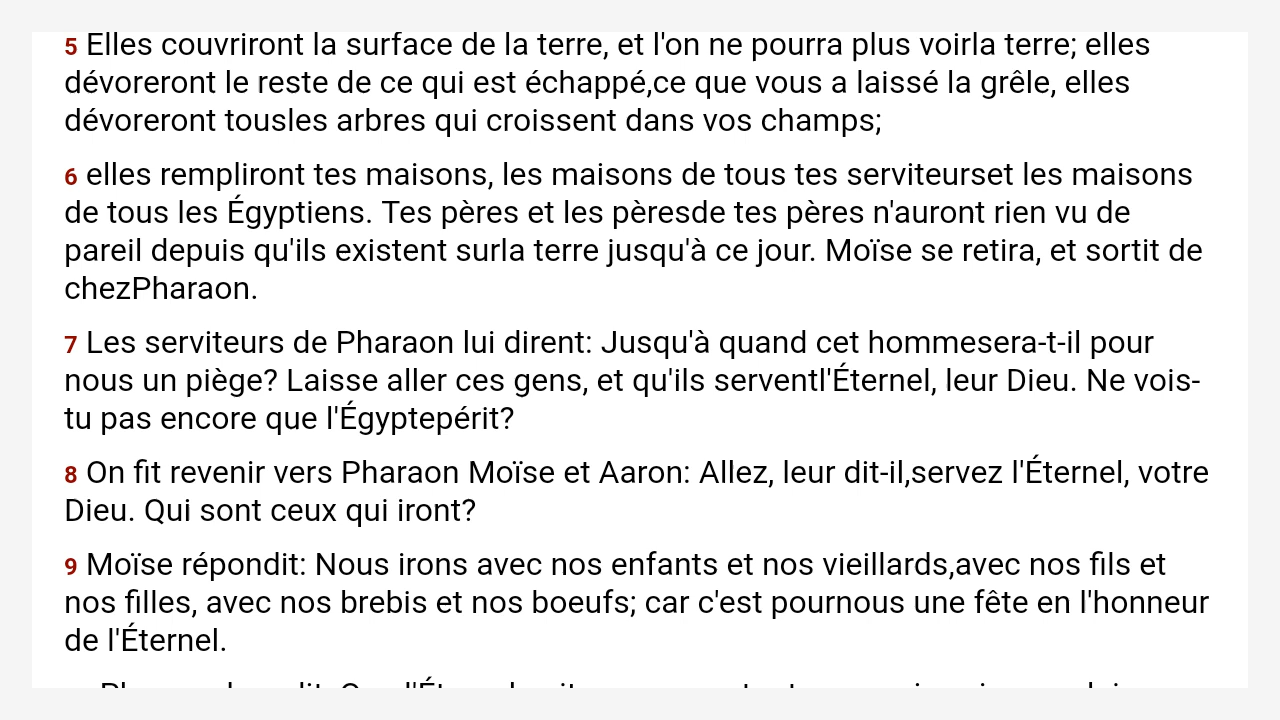 5 Elles couvriront la surface de la terre, et l'on ne pourra plus voirla terre; elles
dévoreront le reste de ce qui est échappé,ce que vous a laissé la grêle, elles
dévoreront tousles arbres qui croissent dans vos champs;
6 elles rempliront tes maisons, les maisons de tous tes serviteurset les maisons
de tous les Égyptiens. Tes pères et les pèresde tes pères n'auront rien vu de
pareil depuis qu'ils existent surla terre jusqu'à ce jour. Moïse se retira, et sortit de
chezPharaon.
7 Les serviteurs de Pharaon lui dirent: Jusqu'à quand cet hommesera-t-il pour
nous un piège? Laisse aller ces gens, et qu'ils serventl'Éternel, leur Dieu. Ne vois-
tu pas encore que l'Égyptepérit?
8 On fit revenir vers Pharaon Moïse et Aaron: Allez, leur dit-il,servez l'Éternel, votre
Dieu. Qui sont ceux qui iront?
9 Moïse répondit: Nous irons avec nos enfants et nos vieillards,avec nos fils et
nos filles, avec nos brebis et nos boeufs; car c'est pournous une fête en l'honneur
de l'Éternel.